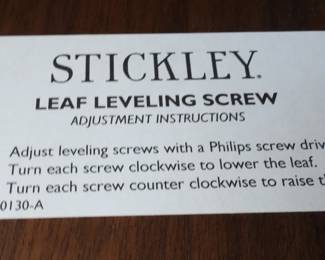 STICKLEY.
LEAF LEVELING SCREW
ADJUSTMENT INSTRUCTIONS
Adjust leveling screws with a Philips screw driv
Turn each screw clockwise to lower the leaf.
Turn each screw counter clockwise to raise t
0130-A